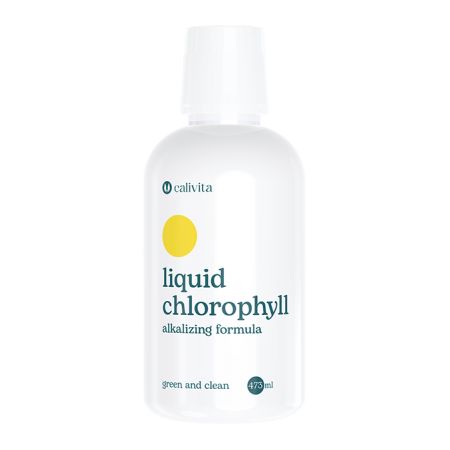 calivita
liquid
chlorophyll
alkalizing formula
green and clean 473 ml